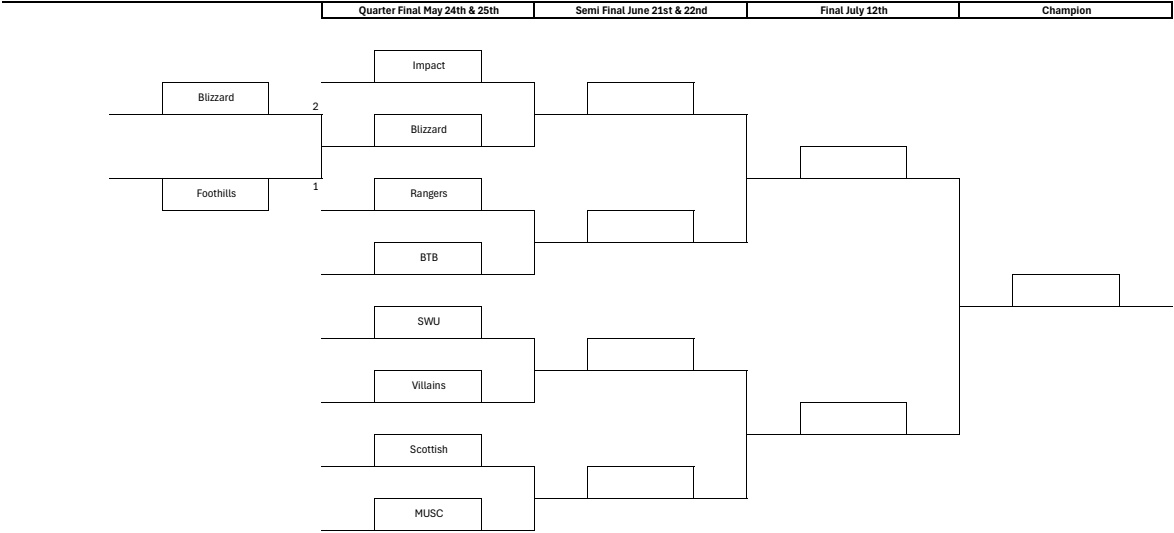 Quarter Final May 24th & 25th
Semi Final June 21st & 22nd
Final July 12th
Champion
Impact
Blizzard
2
Blizzard
Foothills
1
Rangers
BTB
SWU
Villains
Scottish
MUSC